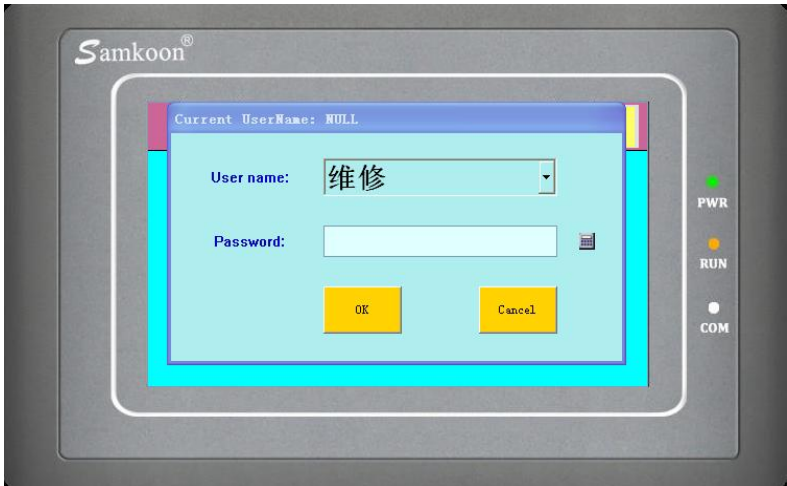 Samkoon®
Current UserName: NULL
User name: 维修
Password:
OK Cancel
PWR
RUN
COM